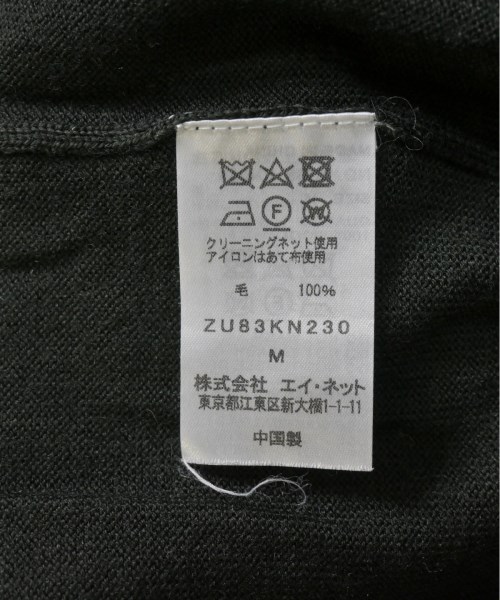 F W
クリーニングネット使用
アイロンはあて布使用
毛 100%
ZU83KN230
M
株式会社 エイ・ネット
東京都江東区新大橋1-1-11
中国製